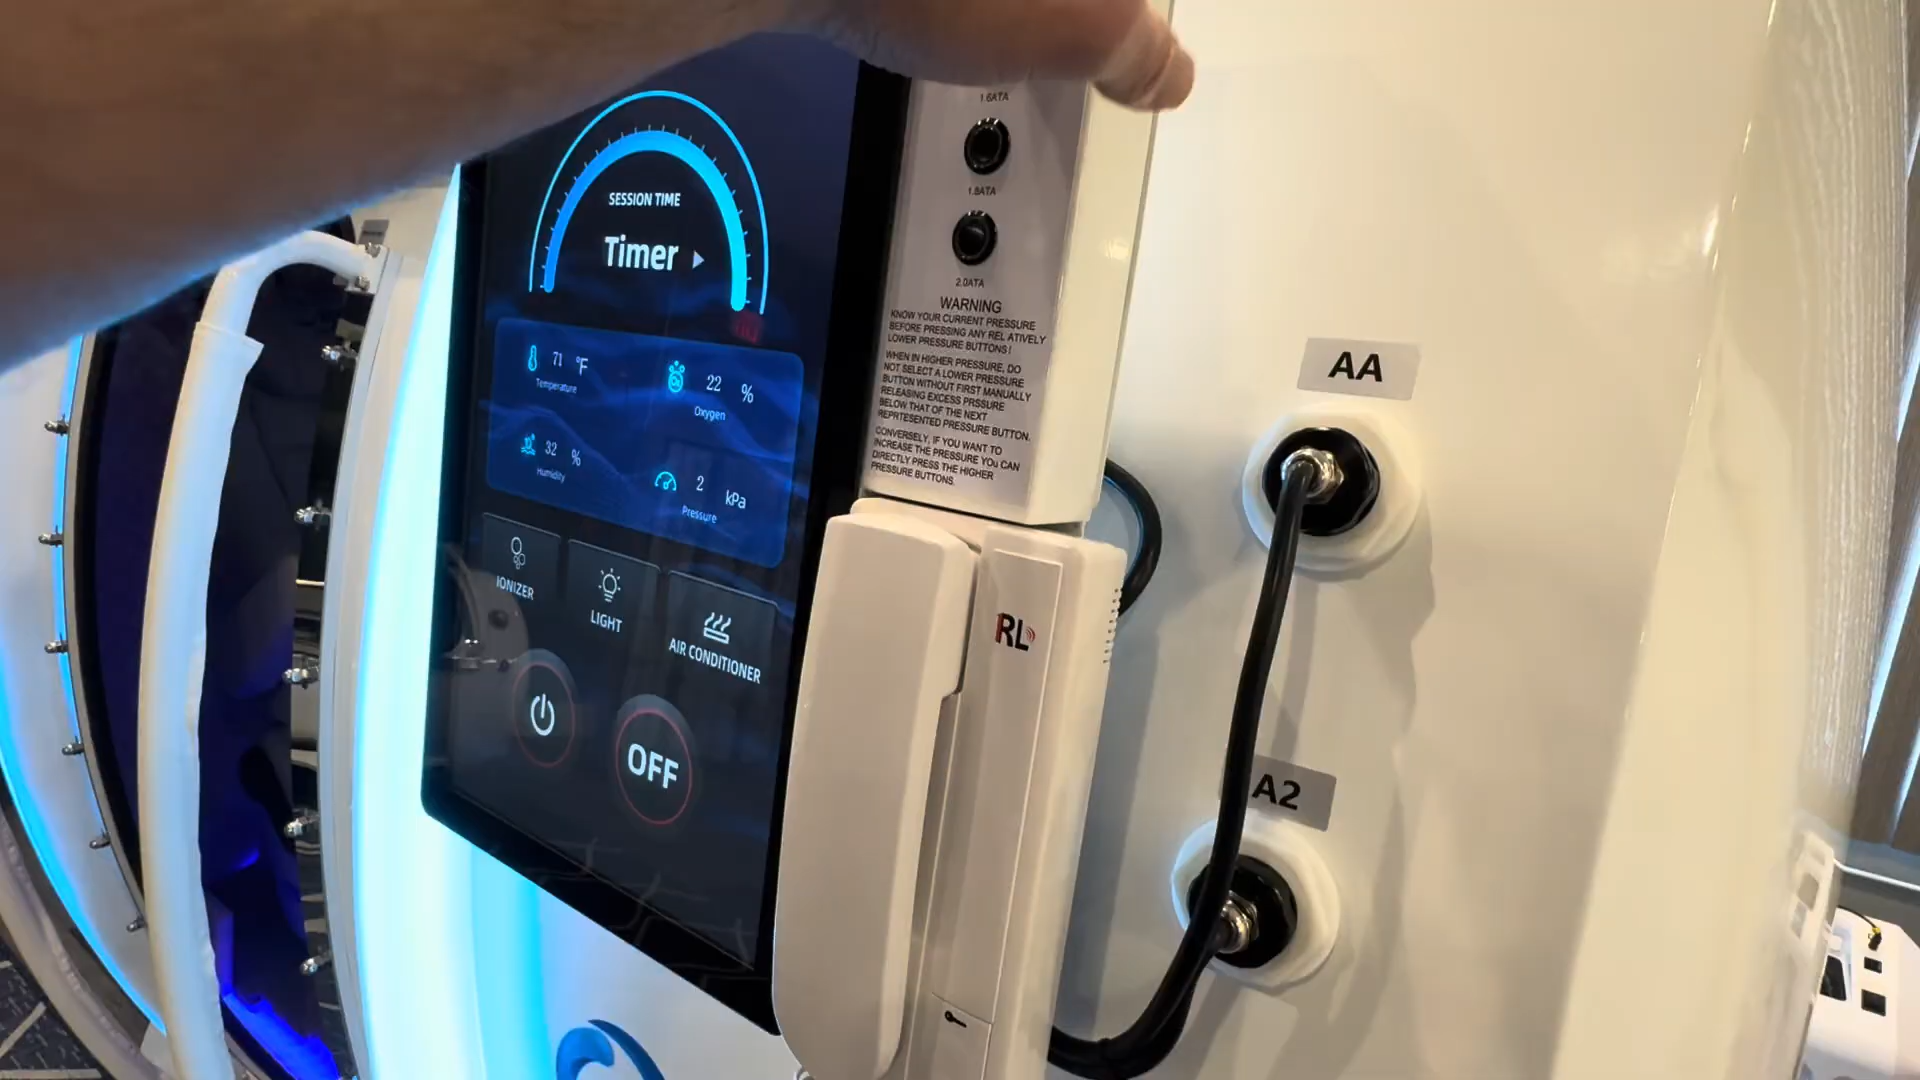 1.6ATA
1.8ATA
2.0ATA
WARNING
KNOW YOUR CURRENT PRESSURE
BEFORE PRESSING ANY REL ATIVELY
LOWER PRESSURE BUTTONS!
WHEN IN HIGHER PRESSURE, DO
NOT SELECT A LOWER PRESSURE
BUTTON WITHOUT FIRST MANUALLY
RELEASING EXCESS PRSSURE
BELOW THAT OF THE NEXT
REPRTESENTED PRESSURE BUTTON.
CONVERSELY, IF YOU WANT TO
INCREASE THE PRESSURE YOU CAN
DIRECTLY PRESS THE HIGHER
PRESSURE BUTTONS.
SESSION TIME
Timer
71 °F
Temperature
22 %
Oxygen
32 %
Humidity
2 kPa
Pressure
IONIZER
LIGHT
AIR CONDITIONER
OFF
RL
AA
A2